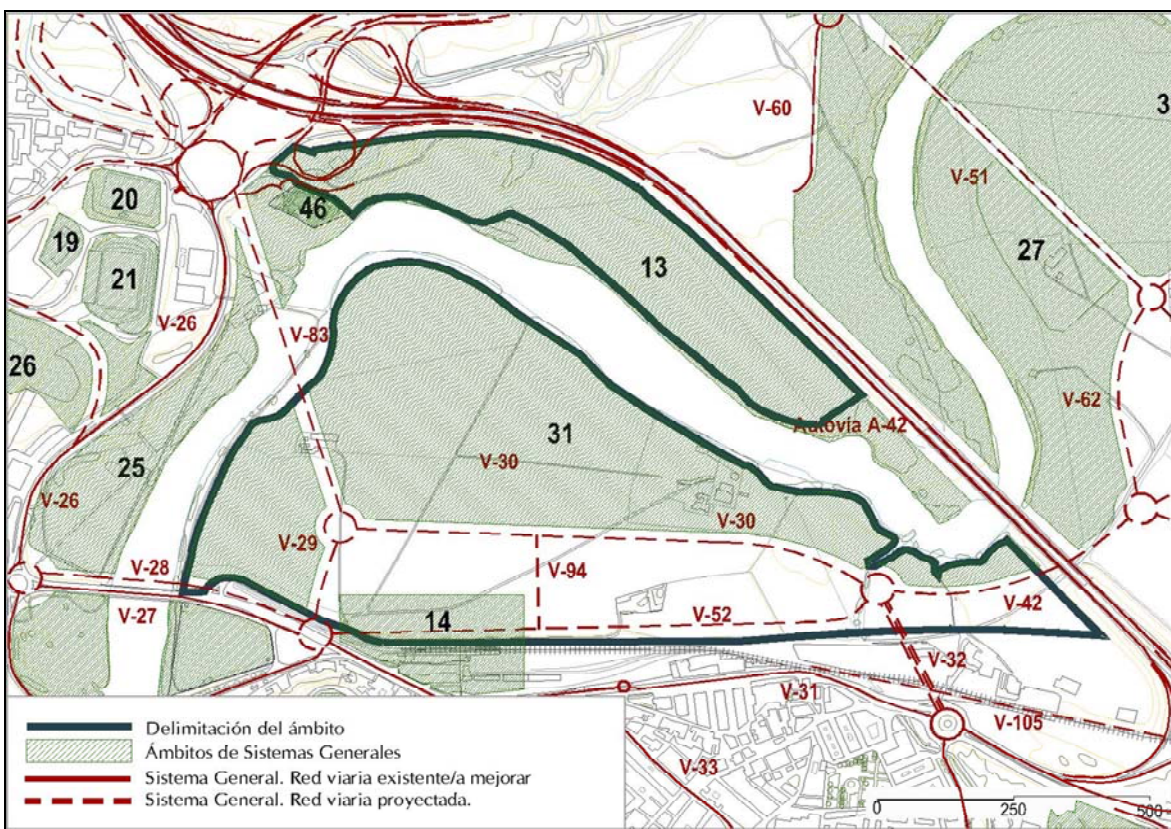 V-60
3
V-51
20
46
19
27
13
21
V-26
V-83
26
V-62
Autovía A-42
31
25
V-30
V-26
V-30
V-29
V-28
V-94
V-27
14
V-52
V-42
V-32
V-31
V-105
V-33
Delimitación del ámbito
Ámbitos de Sistemas Generales
Sistema General. Red viaria existente/a mejorar
Sistema General. Red viaria proyectada.
0 250 500